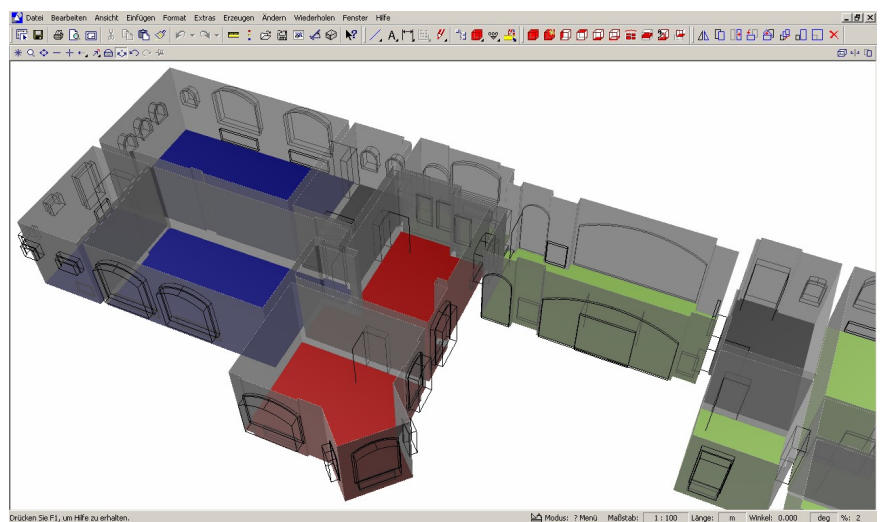 Datei Bearbeiten Ansicht Einfügen Format Extras Erzeugen Ändern Wiederholen Fenster Hilfe
Drücken Sie F1, um Hilfe zu erhalten. Modus: ? Menü Maßstab: 1 : 100 Länge: m Winkel: 0.000 deg %: 2